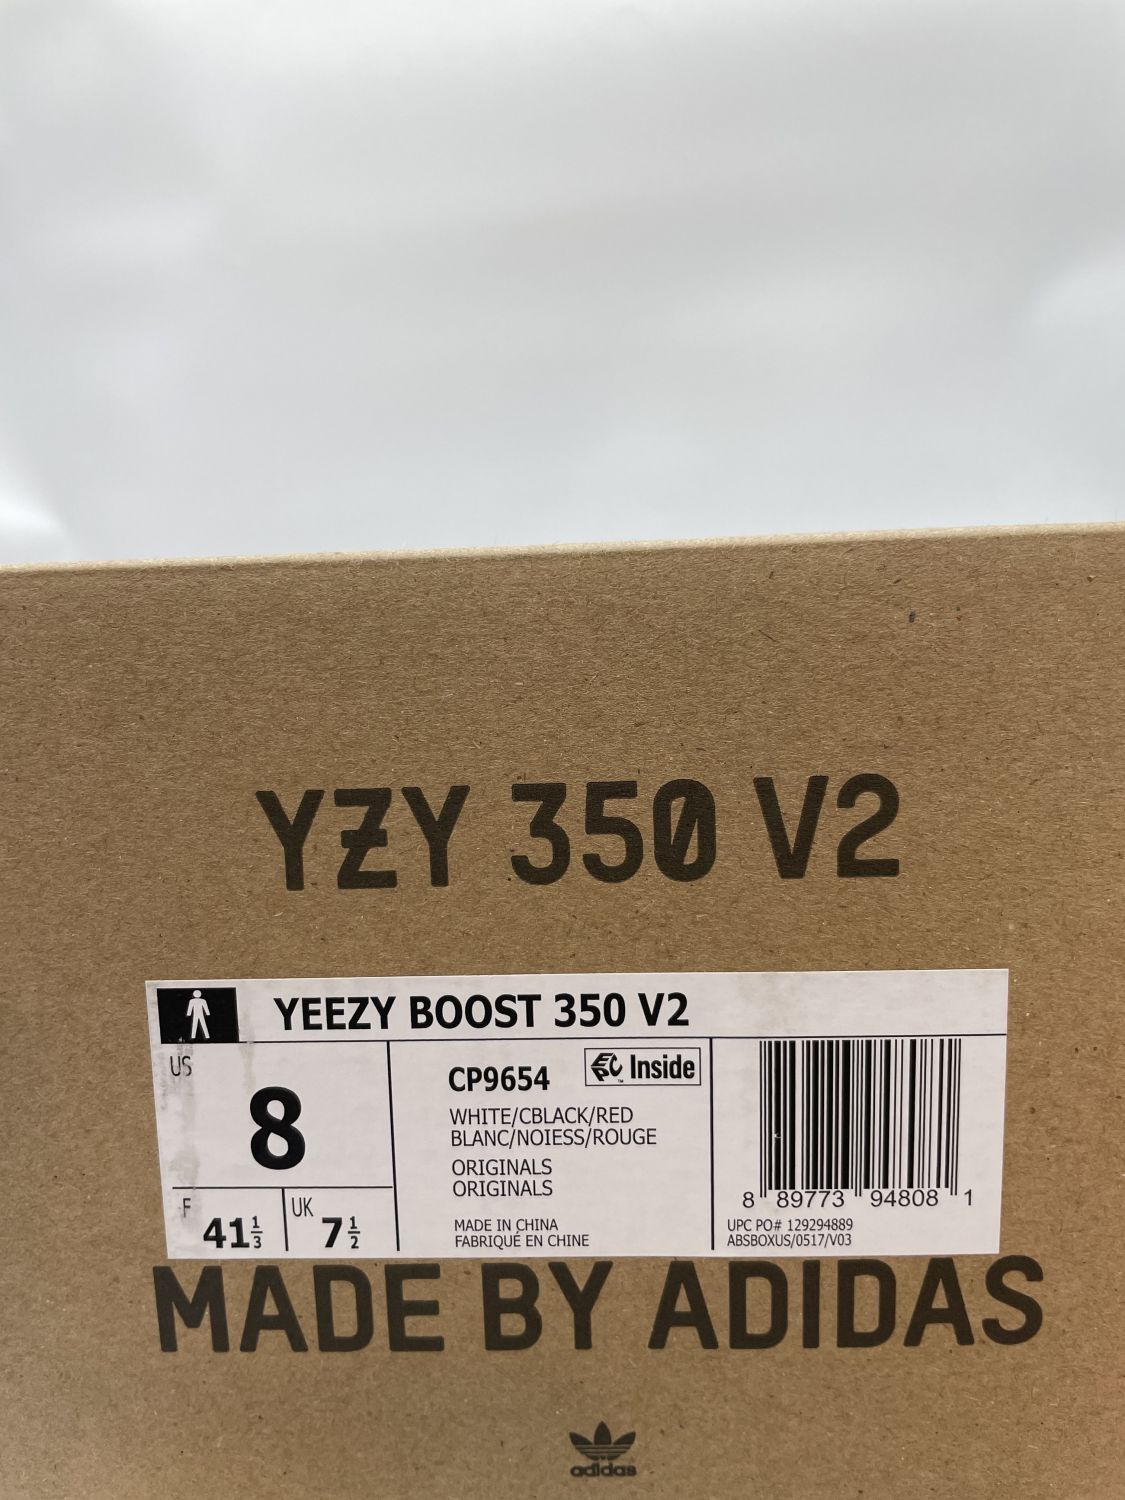 YZY 350 V2
YEEZY BOOST 350 V2
US
8
F
41 1/3
UK
7 1/2
CP9654
EPC Inside
™
WHITE/CBLACK/RED
BLANC/NOIESS/ROUGE
ORIGINALS
ORIGINALS
MADE IN CHINA
FABRIQUÉ EN CHINE
8 89773 94808 1
UPC PO# 129294889
ABSBOXUS/0517/V03
MADE BY ADIDAS
adidas